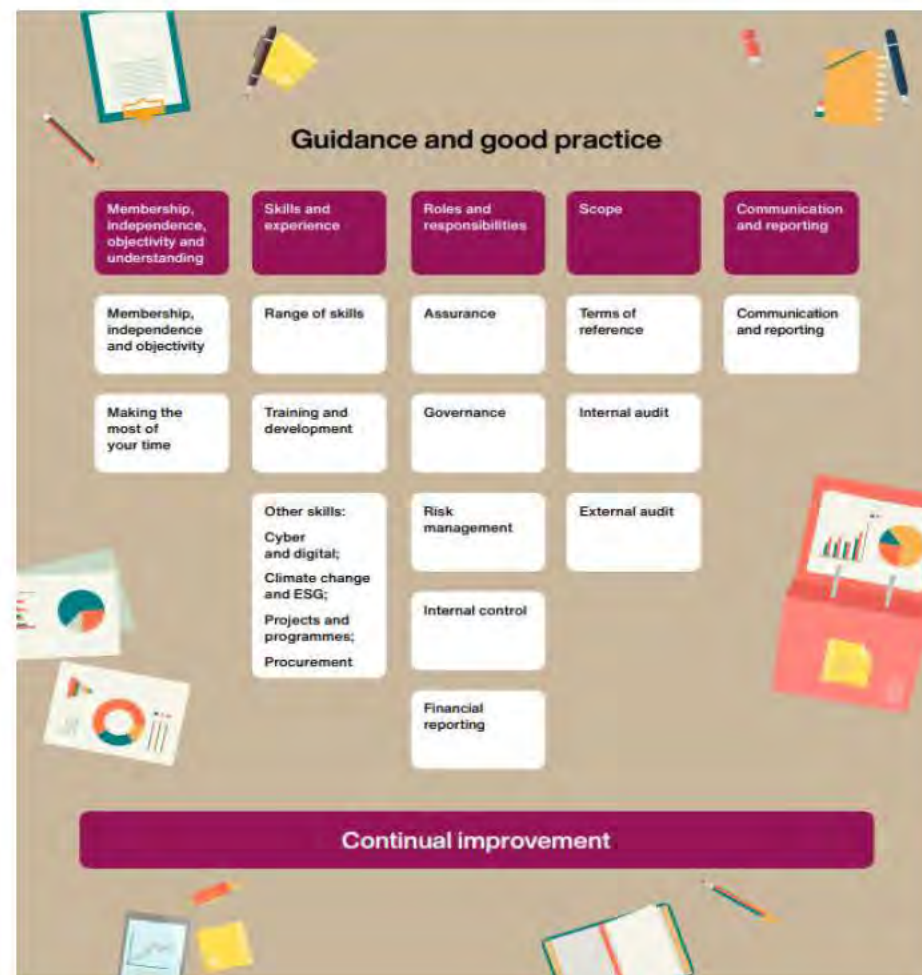 Guidance and good practice
Membership,
independence,
objectivity and
understanding
Skills and
experience
Roles and
responsibilities
Scope
Communication
and reporting
Membership,
independence
and objectivity
Range of skills
Assurance
Terms of
reference
Communication
and reporting
Making the
most of
your time
Training and
development
Governance
Internal audit
Other skills:
Cyber
and digital;
Climate change
and ESG;
Projects and
programmes;
Procurement
Risk
management
External audit
Internal control
Financial
reporting
Continual improvement